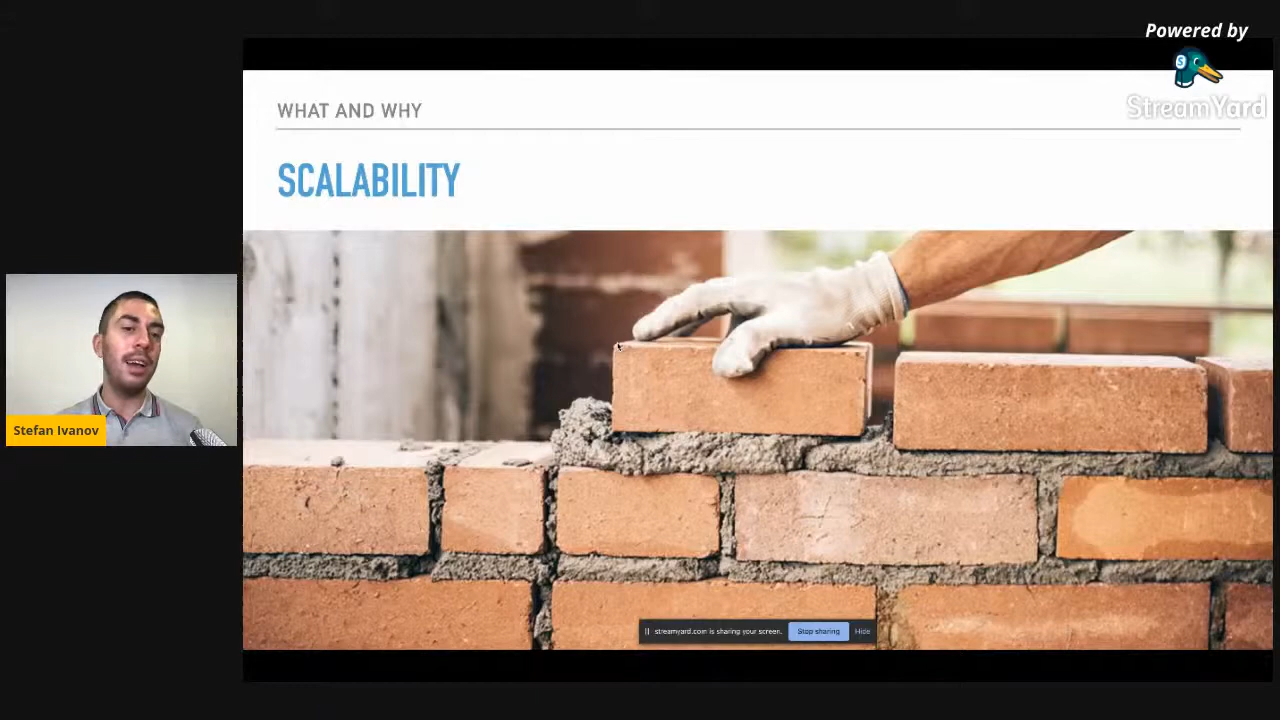 Powered by
StreamYard
WHAT AND WHY
SCALABILITY
Stefan Ivanov
streamyard.com is sharing your screen.
Stop sharing
Hide